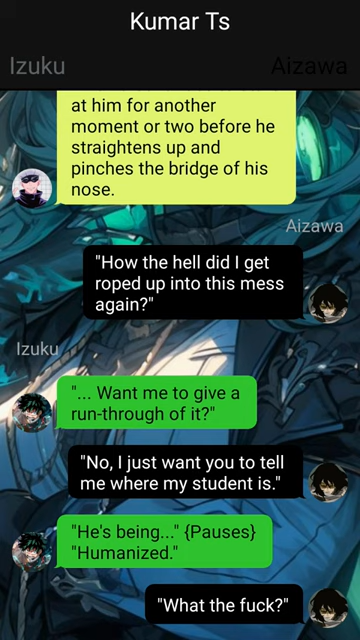 Kumar Ts
Izuku
Aizawa
at him for another
moment or two before he
straightens up and
pinches the bridge of his
nose.
Aizawa
"How the hell did I get
roped up into this mess
again?"
Izuku
"... Want me to give a
run-through of it?"
"No, I just want you to tell
me where my student is."
"He's being..." {Pauses}
"Humanized."
"What the fuck?"